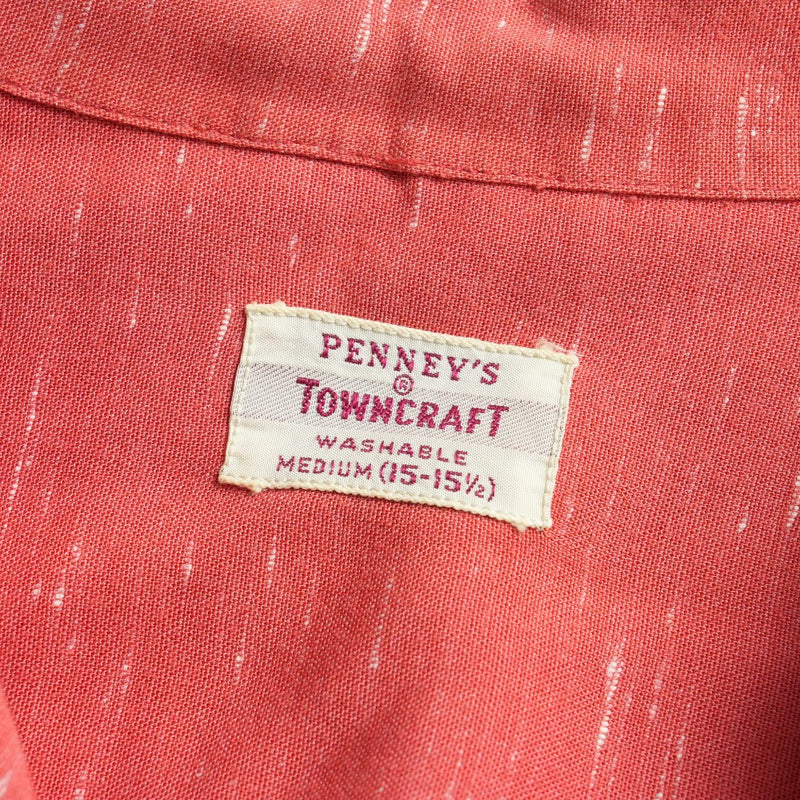 PENNEY'S
®
TOWNCRAFT
WASHABLE
MEDIUM (15-15½)